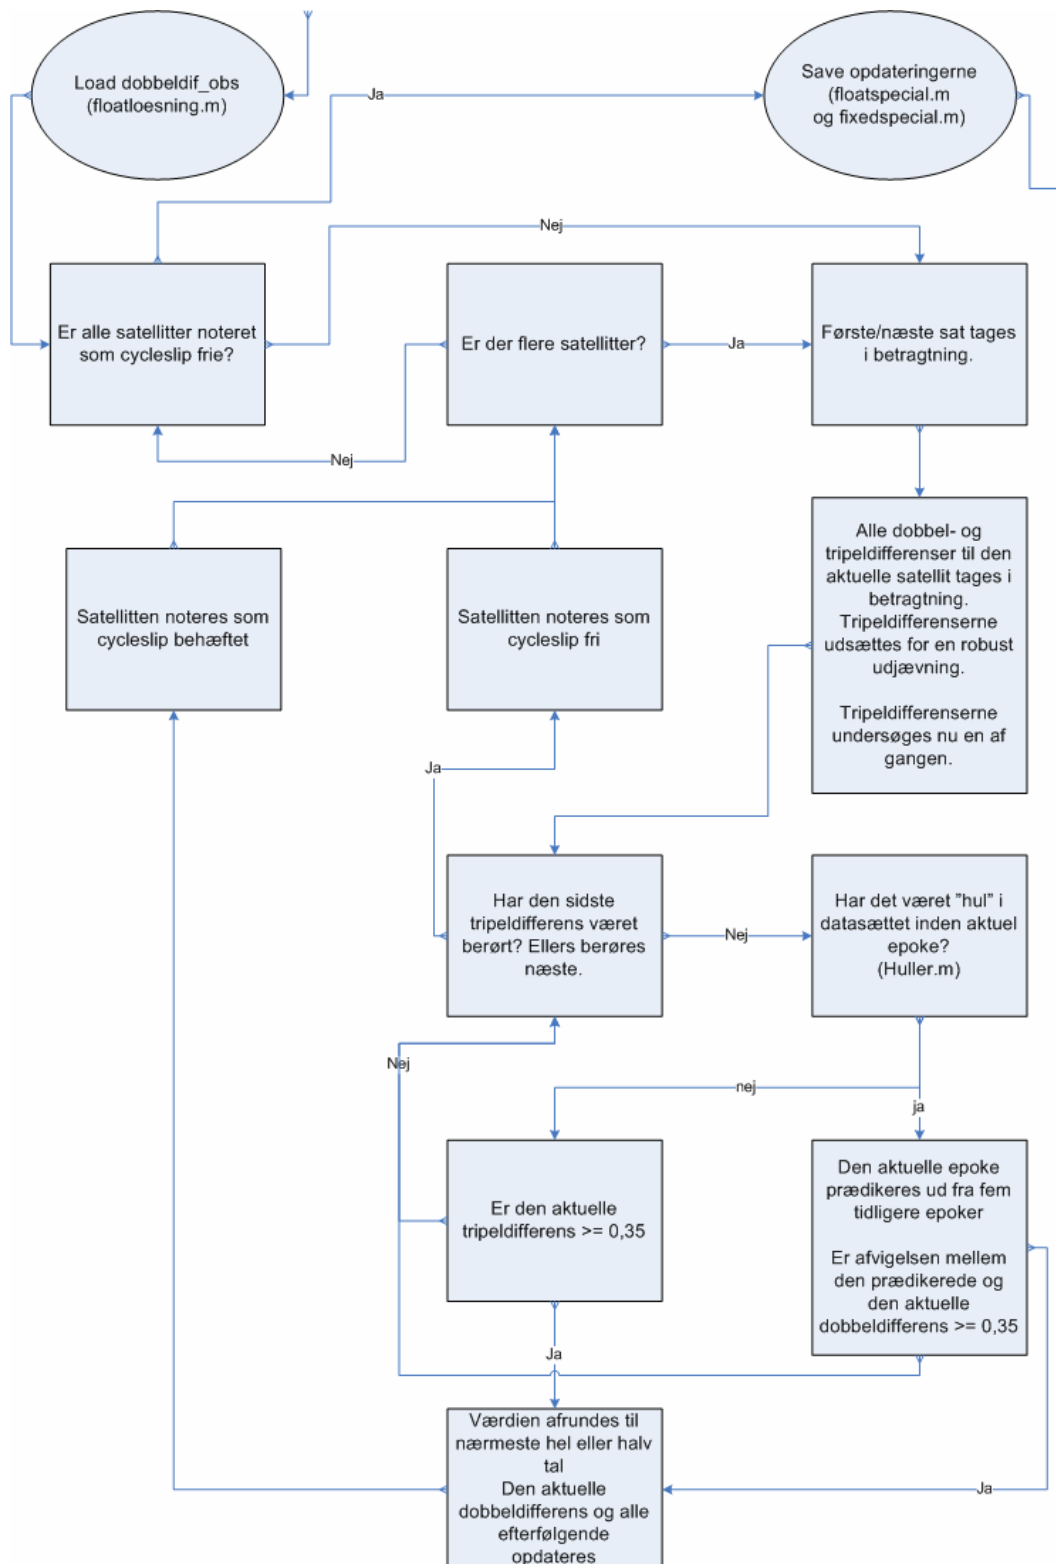 Load dobbeldif_obs
(floatloesning.m)
Ja
Save opdateringerne
(floatspecial.m
og fixedspecial.m)
Nej
Er alle satellitter noteret
som cycleslip frie?
Er der flere satellitter?
Ja
Første/næste sat tages
i betragtning.
Nej
Satellitten noteres som
cycleslip behæftet
Satellitten noteres som
cycleslip fri
Alle dobbel- og
tripeldifferenser til den
aktuelle satellit tages i
betragtning.
Tripeldifferenserne
udsættes for en robust
udjævning.
Tripeldifferenserne
undersøges nu en af
gangen.
Ja
Har den sidste
tripeldifferens været
berørt? Ellers berøres
næste.
Nej
Har det været ”hul” i
datasættet inden aktuel
epoke?
(Huller.m)
Nej
nej
ja
Er den aktuelle
tripeldifferens >= 0,35
Den aktuelle epoke
prædikeres ud fra fem
tidligere epoker
Er afvigelsen mellem
den prædikerede og
den aktuelle
dobbeldifferens >= 0,35
Ja
Værdien afrundes til
nærmeste hel eller halv
tal
Den aktuelle
dobbeldifferens og alle
efterfølgende
opdateres
Ja